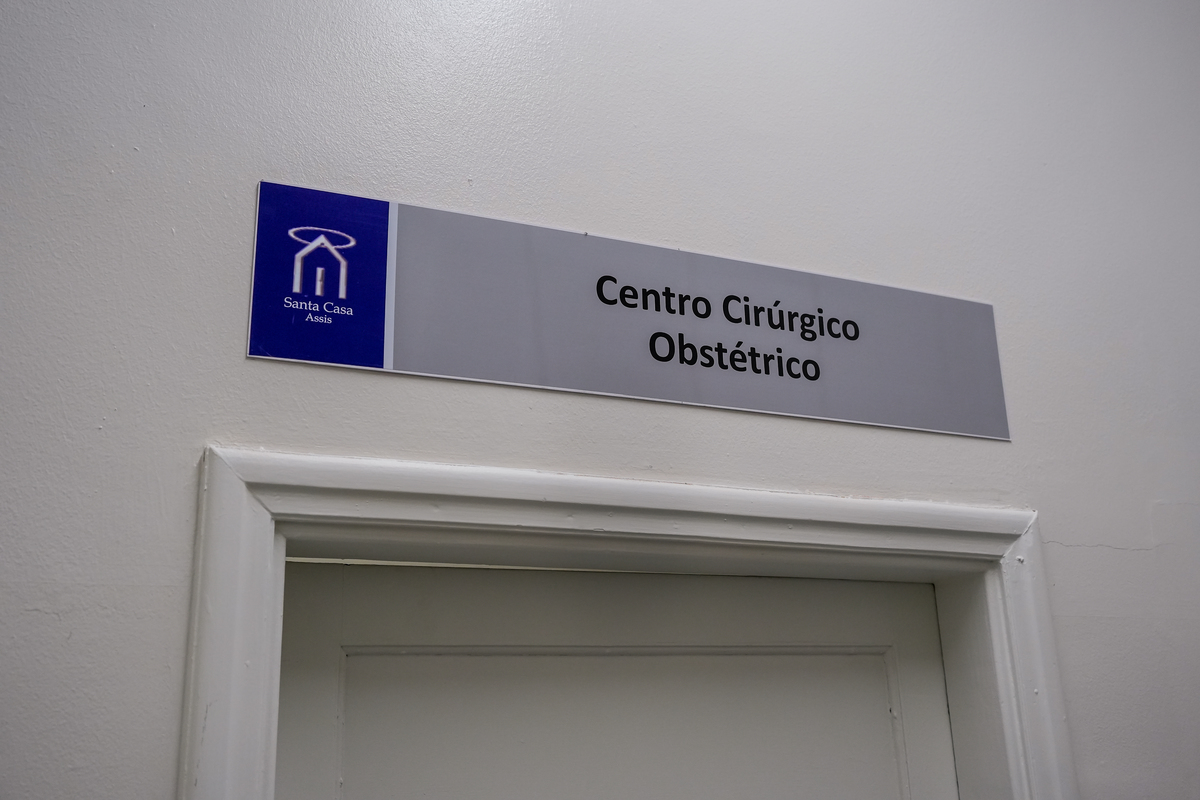 Santa Casa
Assis
Centro Cirúrgico
Obstétrico